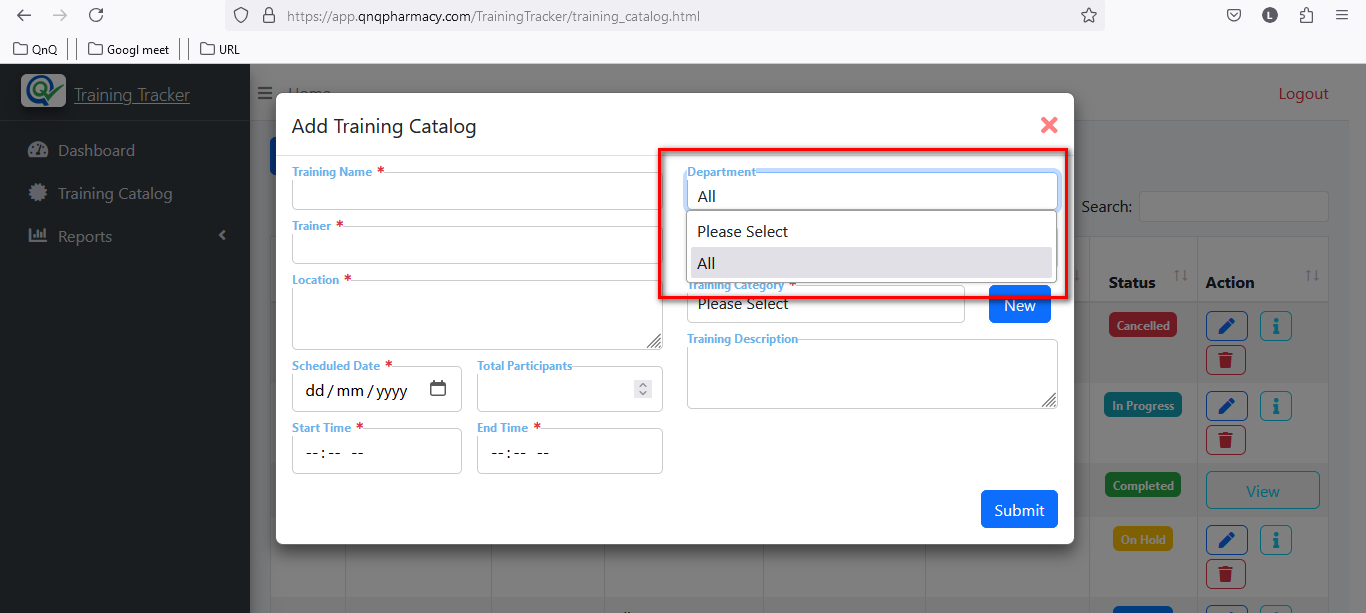 https://app.qnqpharmacy.com/TrainingTracker/training_catalog.html
L
QnQ
Googl meet
URL
Training Tracker
Home
Logout
Dashboard
Training Catalog
Reports
Add Training Catalog
Training Name *
Department
All
Please Select
All
Trainer *
Location *
Training Category *
Please Select
New
Training Description
Scheduled Date *
Total Participants
dd/mm/yyyy
Start Time *
End Time *
--:-- --
--:-- --
Submit
Search:
Status
Action
Cancelled
In Progress
Completed
View
On Hold